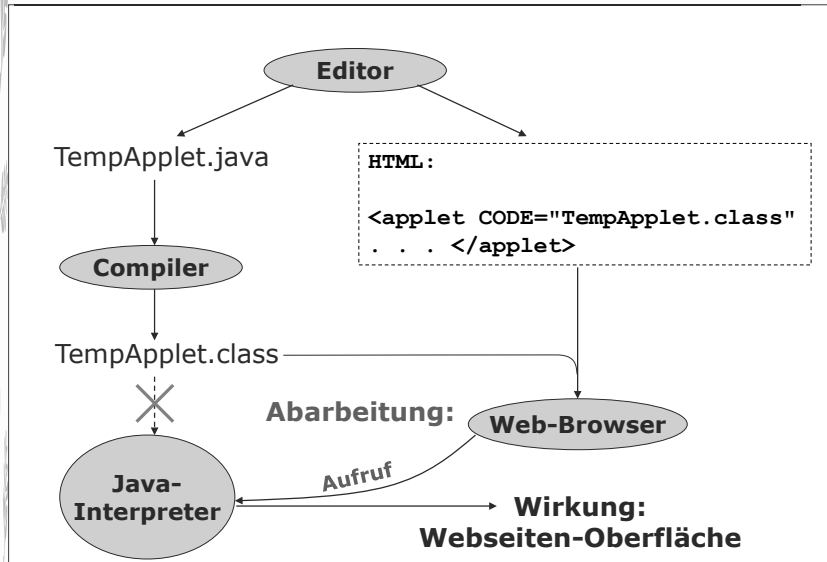 Editor
TempApplet.java
HTML:
<applet CODE="TempApplet.class"
. . . </applet>
Compiler
TempApplet.class
Abarbeitung:
Web-Browser
Aufruf
Java-
Interpreter
Wirkung:
Webseiten-Oberfläche